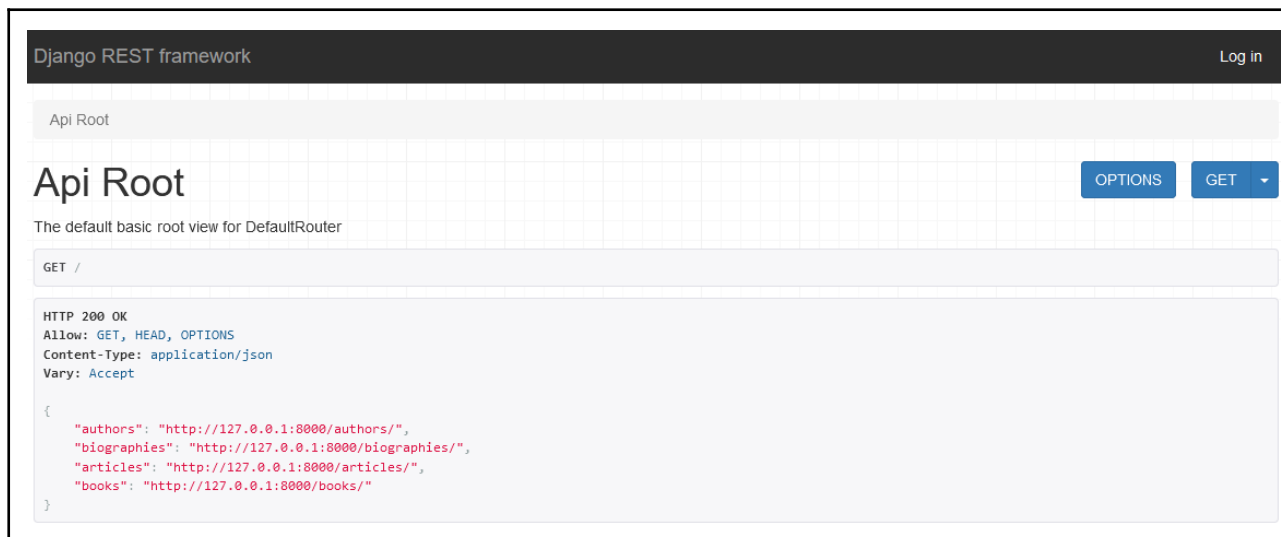 Django REST framework Log in
Api Root
Api Root OPTIONS GET
The default basic root view for DefaultRouter
GET /
HTTP 200 OK
Allow: GET, HEAD, OPTIONS
Content-Type: application/json
Vary: Accept
{
    "authors": "http://127.0.0.1:8000/authors/",
    "biographies": "http://127.0.0.1:8000/biographies/",
    "articles": "http://127.0.0.1:8000/articles/",
    "books": "http://127.0.0.1:8000/books/"
}